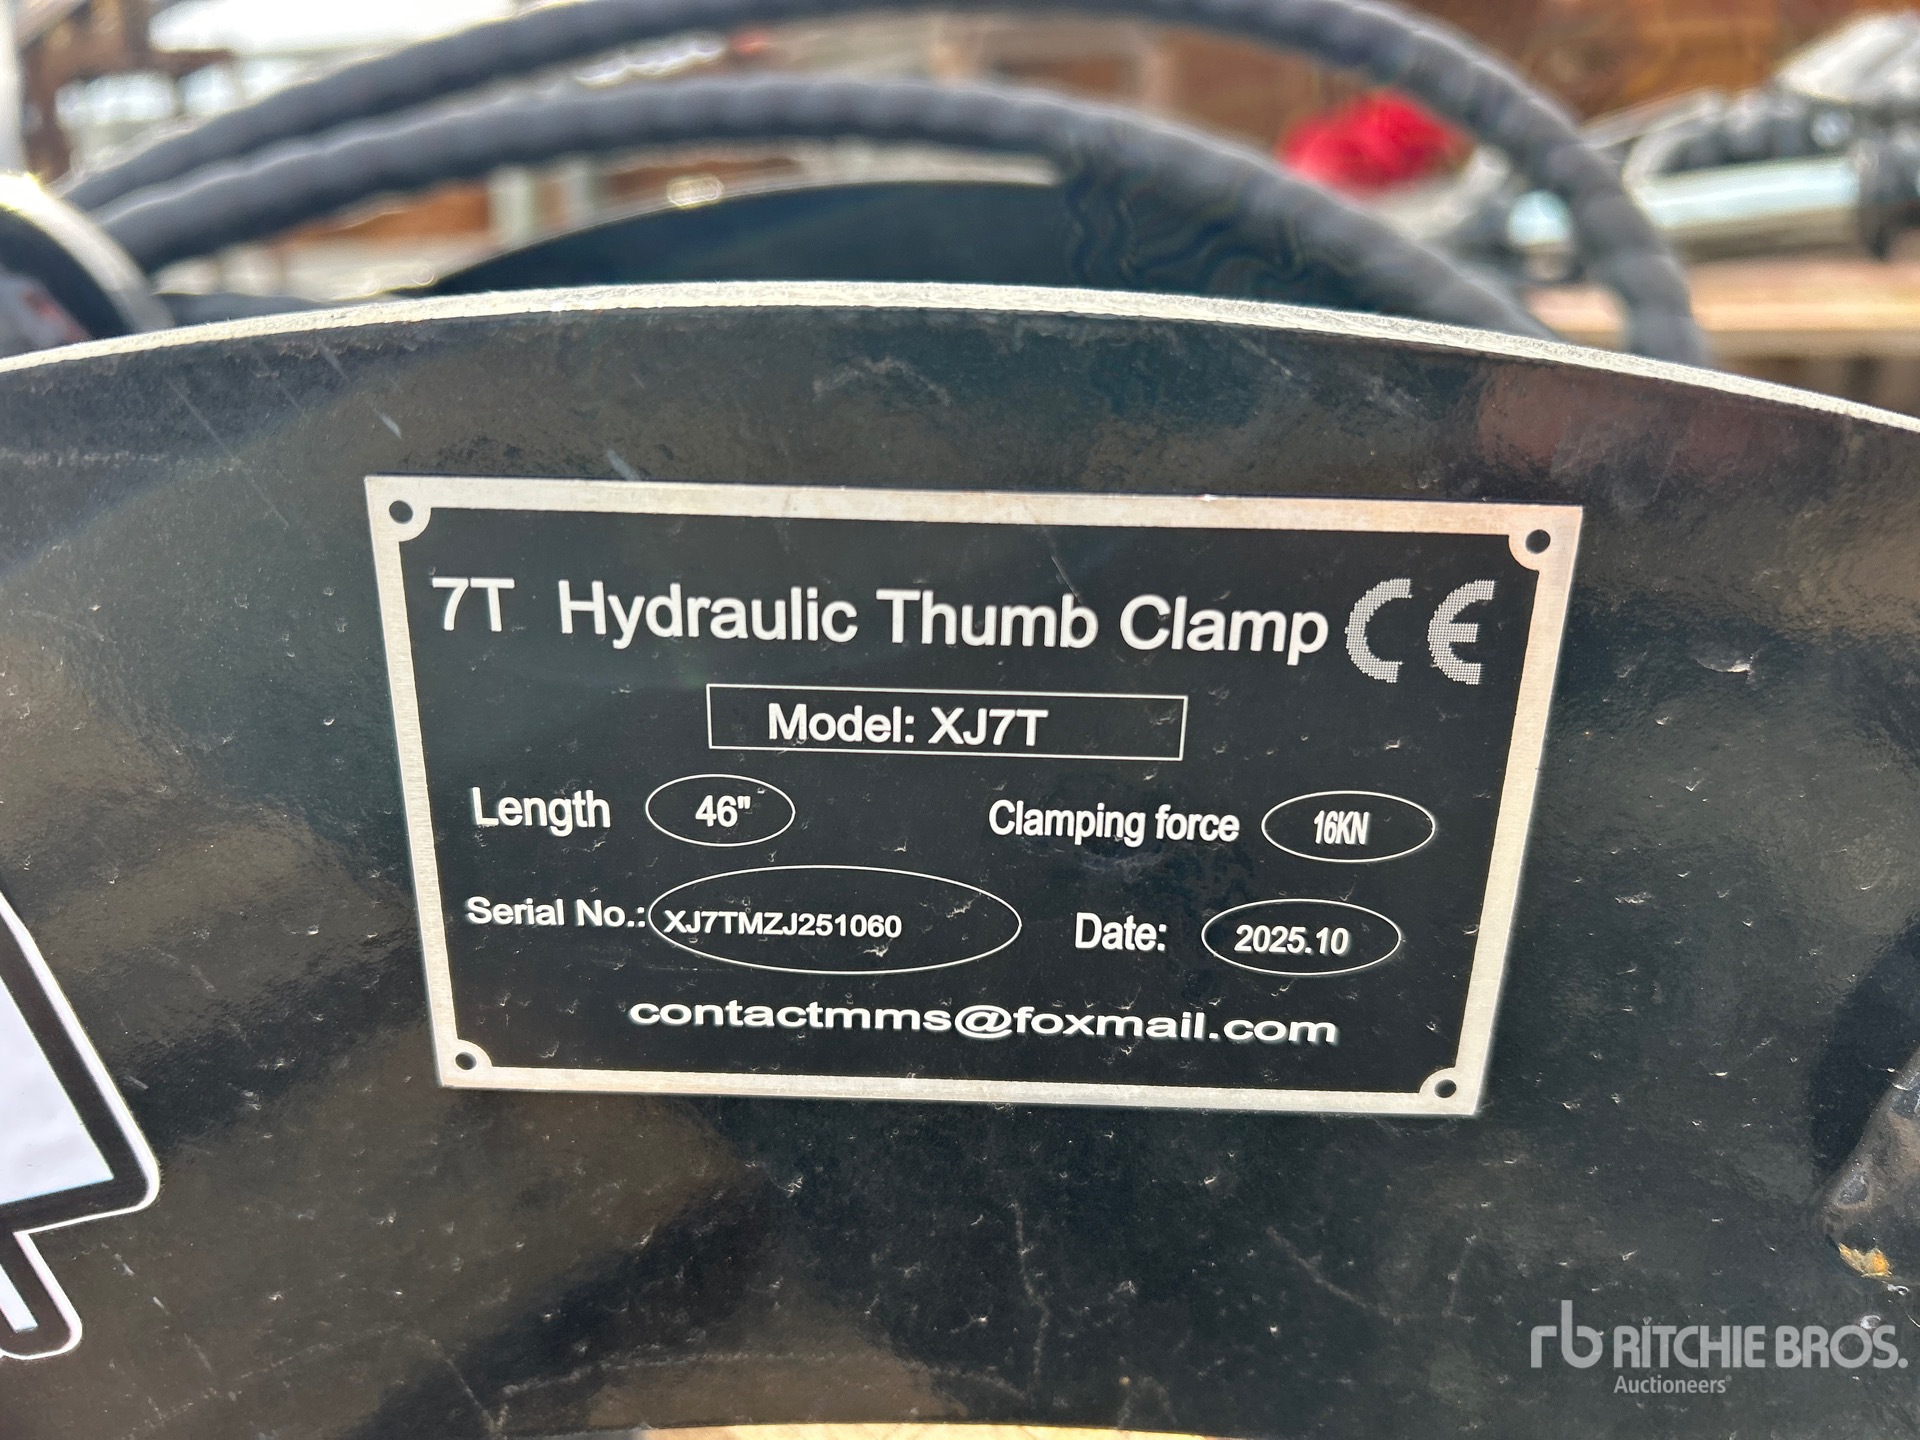 7T Hydraulic Thumb Clamp CE
Model: XJ7T
Length 46" Clamping force 16KN
Serial No.: XJ7TMZJ251060 Date: 2025.10
contactmms@foxmail.com
rb RITCHIE BROS.
Auctioneers